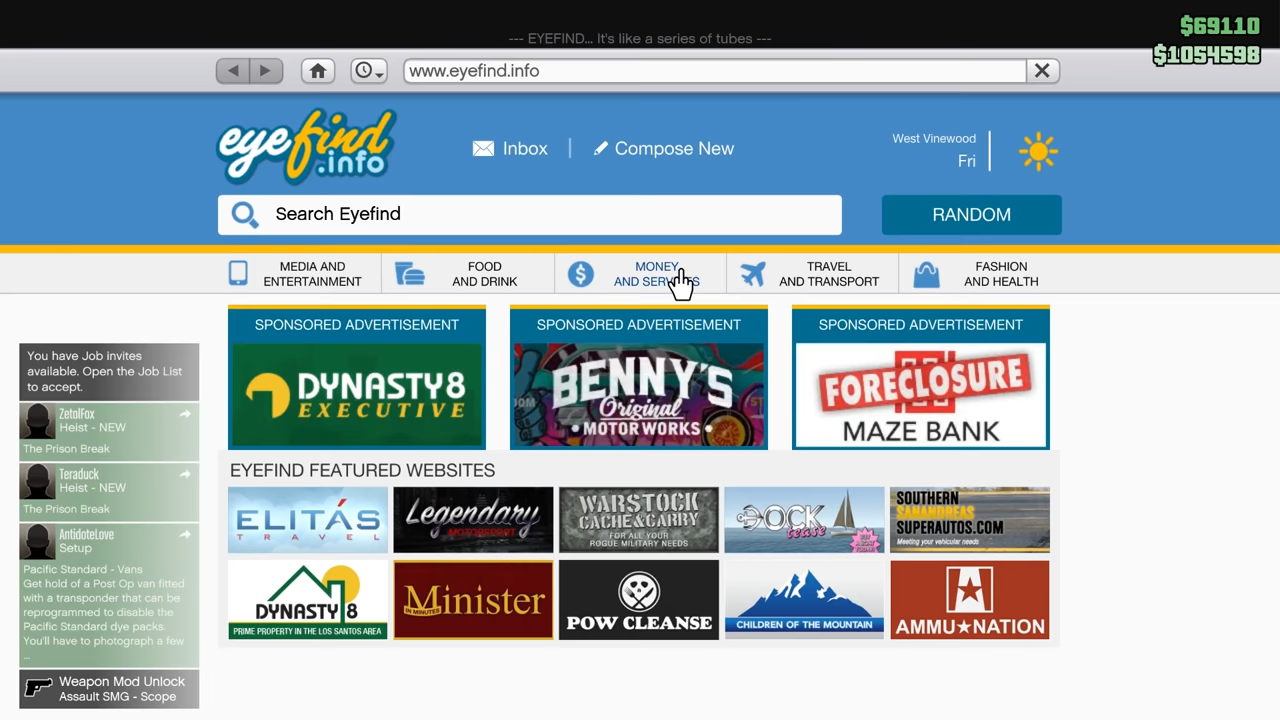 $69110
$1054598
--- EYEFIND... It's like a series of tubes ---
www.eyefind.info
eyefind
.info
Inbox
Compose New
West Vinewood
Fri
Search Eyefind
RANDOM
MEDIA AND
ENTERTAINMENT
FOOD
AND DRINK
MONEY
AND SERVICES
TRAVEL
AND TRANSPORT
FASHION
AND HEALTH
SPONSORED ADVERTISEMENT
DYNASTY 8
EXECUTIVE
SPONSORED ADVERTISEMENT
BENNY'S
Original
MOTOR WORKS
SPONSORED ADVERTISEMENT
FORECLOSURE
MAZE BANK
EYEFIND FEATURED WEBSITES
ELITÁS
TRAVEL
Legendary
MOTORSPORT
WARSTOCK
CACHE & CARRY
FOR ALL YOUR
ROGUE MILITARY NEEDS
DOCK
tease
SOUTHERN
SAN ANDREAS
SUPERAUTOS.COM
Meeting your vehicular needs
DYNASTY 8
PRIME PROPERTY IN THE LOS SANTOS AREA
IN MINUTES
Minister
POW CLEANSE
CHILDREN OF THE MOUNTAIN
AMMU★NATION
You have Job invites
available. Open the Job List
to accept.
ZetolFox
Heist - NEW
The Prison Break
Teraduck
Heist - NEW
The Prison Break
AntidoteLove
Setup
Pacific Standard - Vans
Get hold of a Post Op van fitted
with a transponder that can be
reprogrammed to disable the
Pacific Standard dye packs.
You'll have to photograph a few
...
Weapon Mod Unlock
Assault SMG - Scope